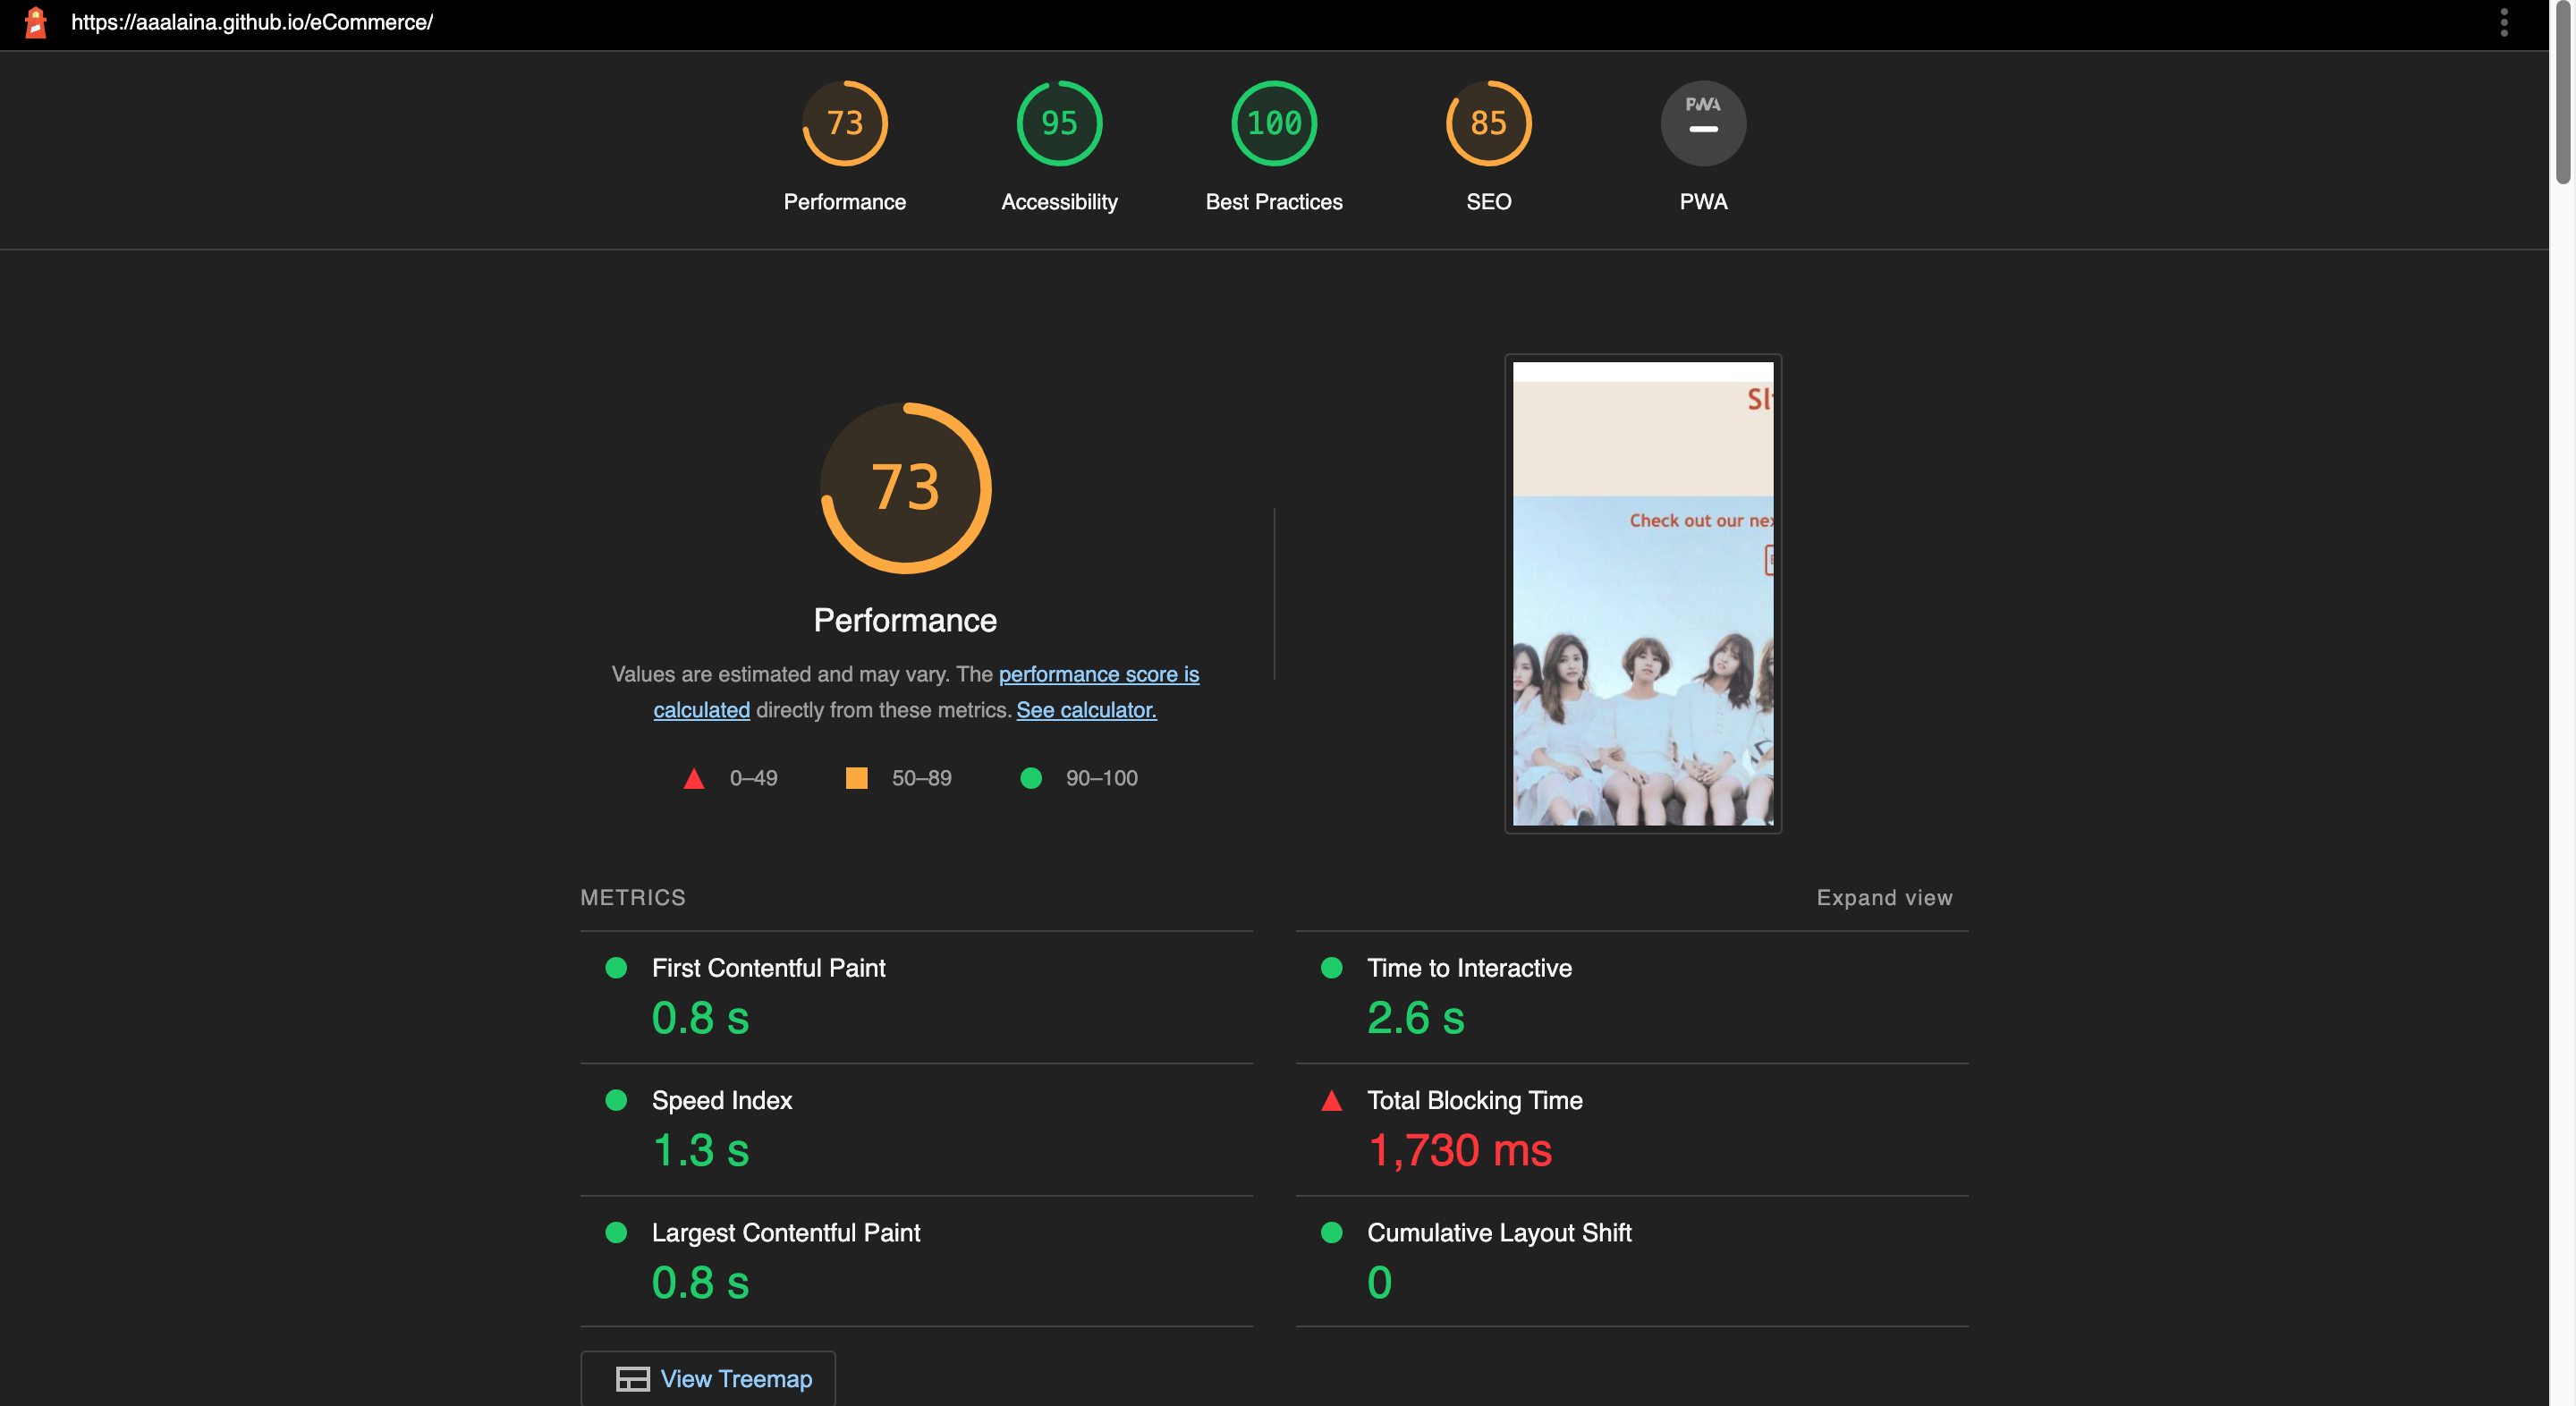 https://aaalaina.github.io/eCommerce/
73
95
100
85
PWA
Performance
Accessibility
Best Practices
SEO
PWA
73
Performance
Values are estimated and may vary. The performance score is
calculated directly from these metrics. See calculator.
0–49
50–89
90–100
Check out our
METRICS
Expand view
First Contentful Paint
0.8 s
Time to Interactive
2.6 s
Speed Index
1.3 s
Total Blocking Time
1,730 ms
Largest Contentful Paint
0.8 s
Cumulative Layout Shift
0
View Treemap